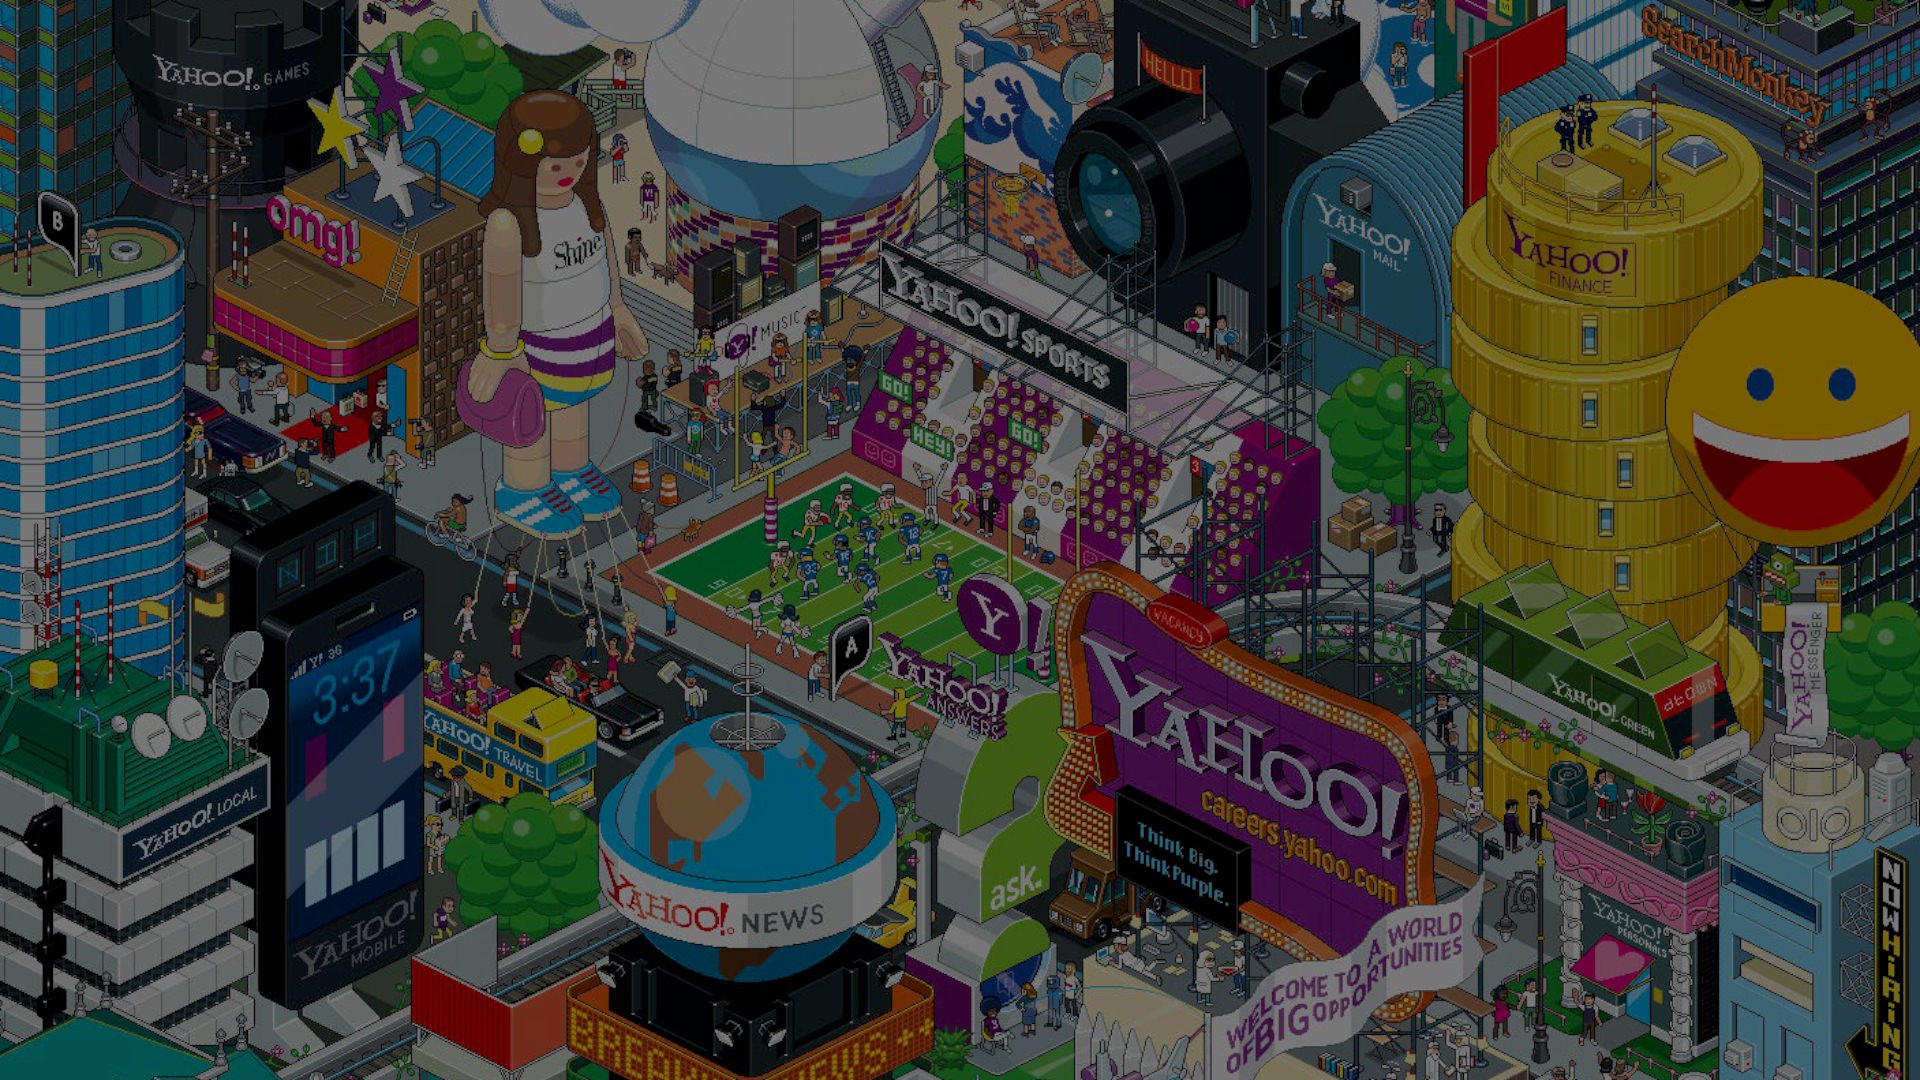 YAHOO! GAMES
HELLO
SearchMonkey
B
omg!
Shine
YAHOO!
MAIL
YAHOO!
FINANCE
Y! MUSIC
YAHOO! SPORTS
GO!
HEY!
GO!
3
Y! 3G
3:37
YAHOO!
MOBILE
YAHOO! LOCAL
YAHOO! TRAVEL
A
YAHOO!
ANSWERS
Y!
VACANCY
YAHOO!
careers.yahoo.com
Think Big.
Think Purple.
ask.
YAHOO! NEWS
YAHOO! GREEN
YAHOO!
MESSENGER
YAHOO!
PERSONALS
WELCOME TO A WORLD
OF BIG OPPORTUNITIES
NOW HIRING